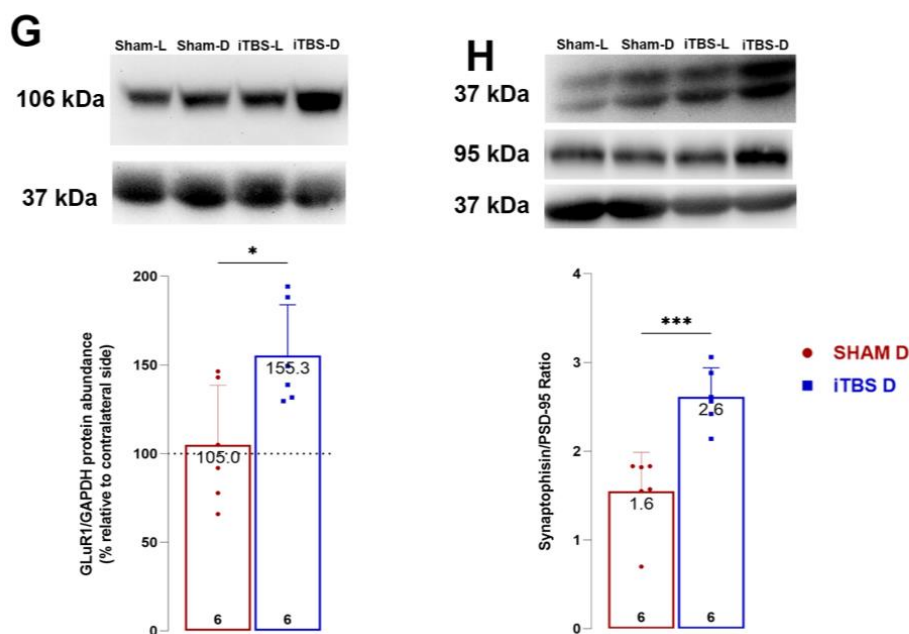 G
Sham-L Sham-D iTBS-L iTBS-D
106 kDa
37 kDa
*
200
150
100
50
0
155.3
105.0
6 6
GLuR1/GAPDH protein abundance
(% relative to contralateral side)
H
Sham-L Sham-D iTBS-L iTBS-D
37 kDa
95 kDa
37 kDa
***
4
3
2
1
0
2.6
1.6
6 6
Synaptophisin/PSD-95 Ratio
SHAM D
iTBS D